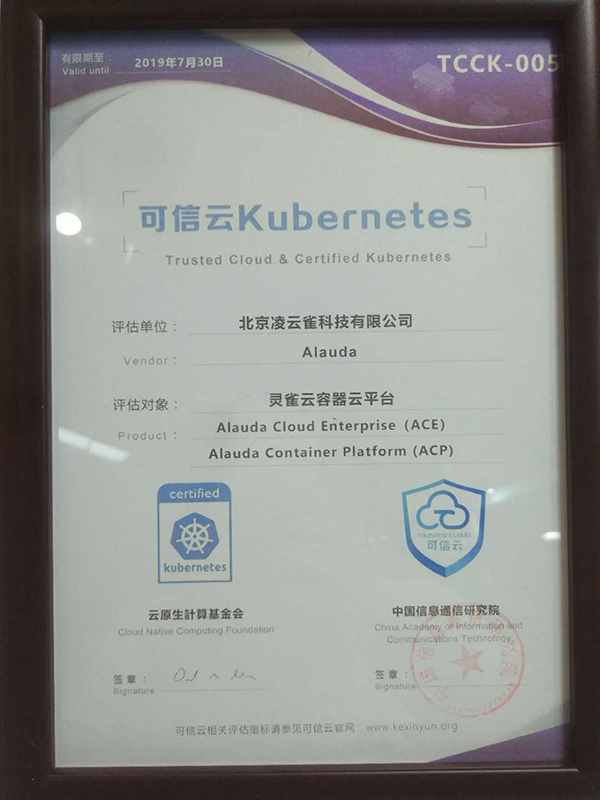 有限期至：
Valid until
2019年7月30日
TCCK-005
可信云Kubernetes
Trusted Cloud & Certified Kubernetes
评估单位：
北京凌云雀科技有限公司
Vendor：
Alauda
评估对象：
灵雀云容器云平台
Product：
Alauda Cloud Enterprise (ACE)
Alauda Container Platform (ACP)
certified
kubernetes
TRUSTED CLOUD
可信云
云原生計算基金会
Cloud Native Computing Foundation
中国信息通信研究院
China Academy of Information and
Communications Technology
签章：
Signature
签章：
Signature
可信云相关评估指标请参见可信云官网：www.kexinyun.org